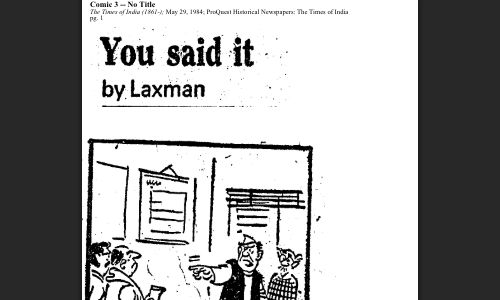 Comic 3 -- No Title
The Times of India (1861-); May 29, 1984; ProQuest Historical Newspapers; The Times of India
pg. 1
You said it
by Laxman